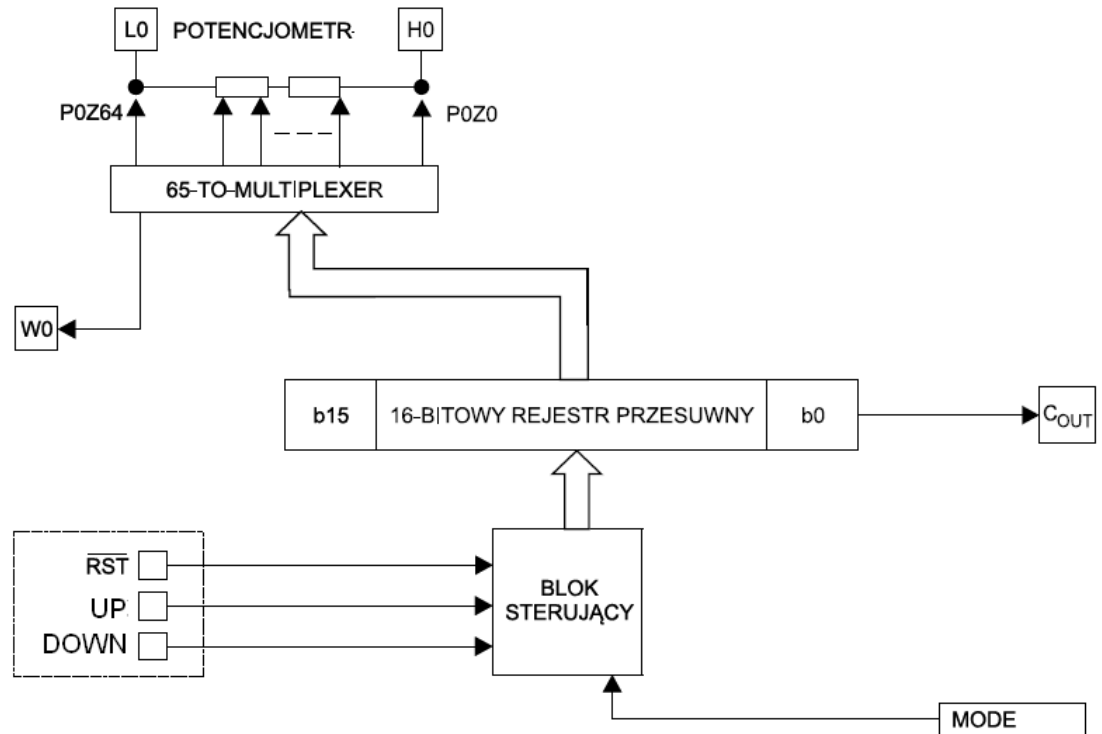 L0 POTENCJOMETR H0
P0Z64 P0Z0
65-TO-MULTIPLEXER
W0
b15 16-BITOWY REJESTR PRZESUWNY b0 COUT
RST
UP
DOWN
BLOK
STERUJĄCY
MODE